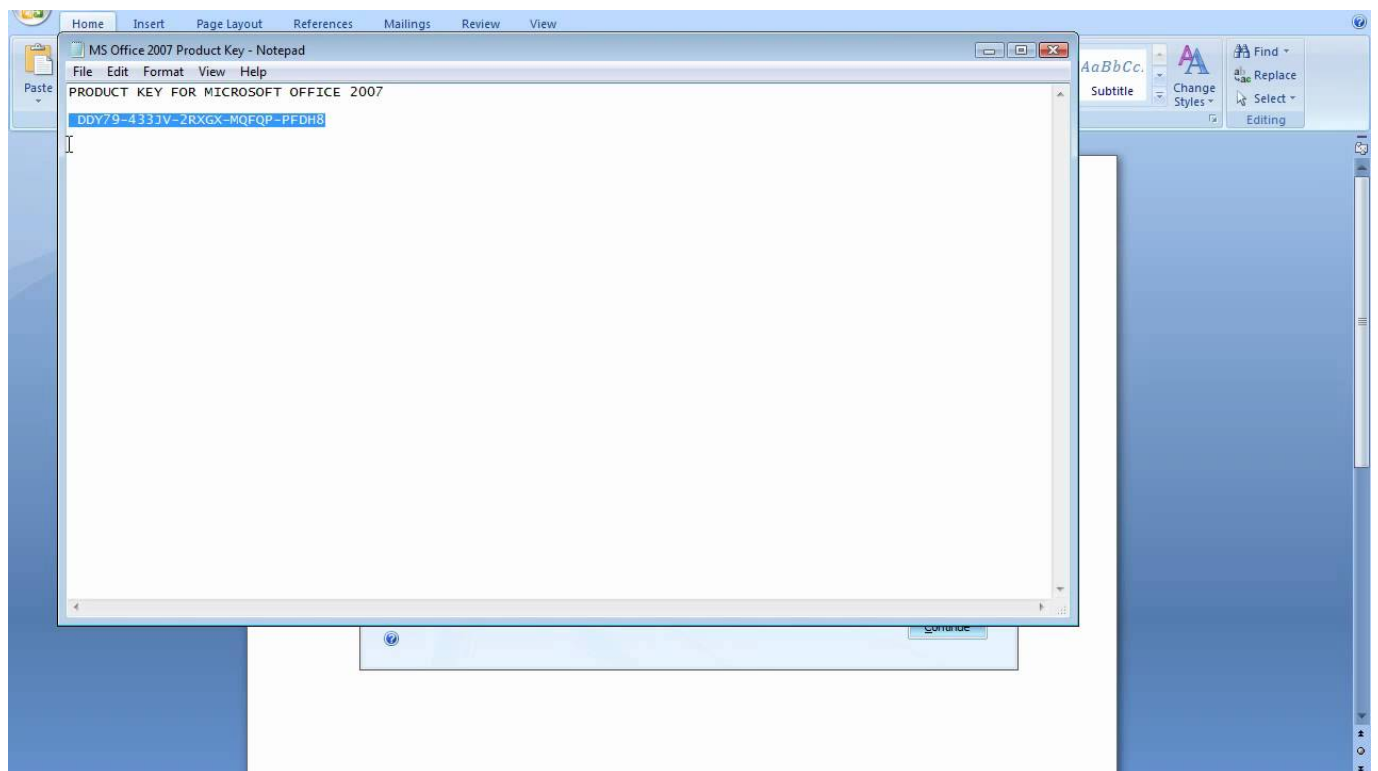 Home Insert Page Layout References Mailings Review View
MS Office 2007 Product Key - Notepad
File Edit Format View Help
PRODUCT KEY FOR MICROSOFT OFFICE 2007
DDY79-433JV-2RXGX-MQFQP-PFDH8
Paste
AaBbCc.
Subtitle
Change
Styles
Find
Replace
Select
Editing
Continue